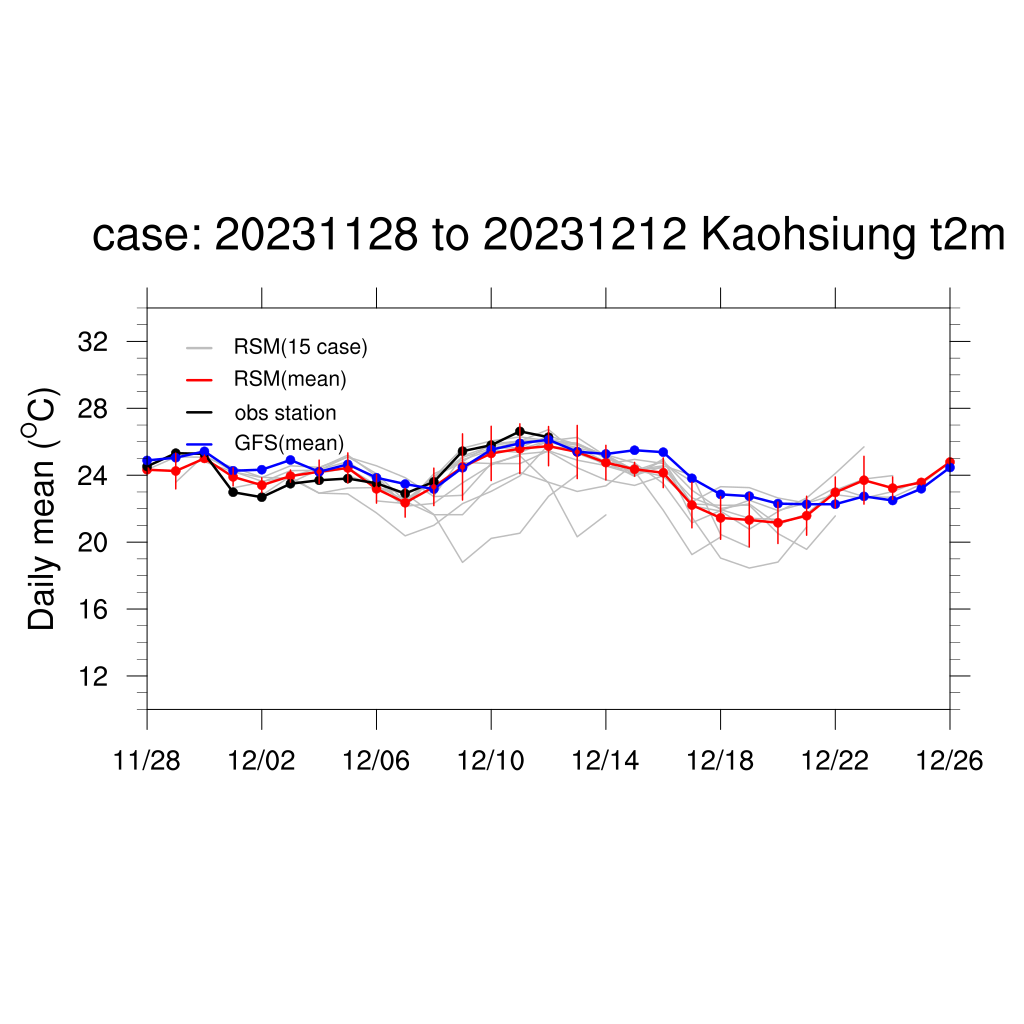 case: 20231128 to 20231212 Kaohsiung t2m
Daily mean (°C)
32
28
24
20
16
12
RSM(15 case)
RSM(mean)
obs station
GFS(mean)
11/28 12/02 12/06 12/10 12/14 12/18 12/22 12/26